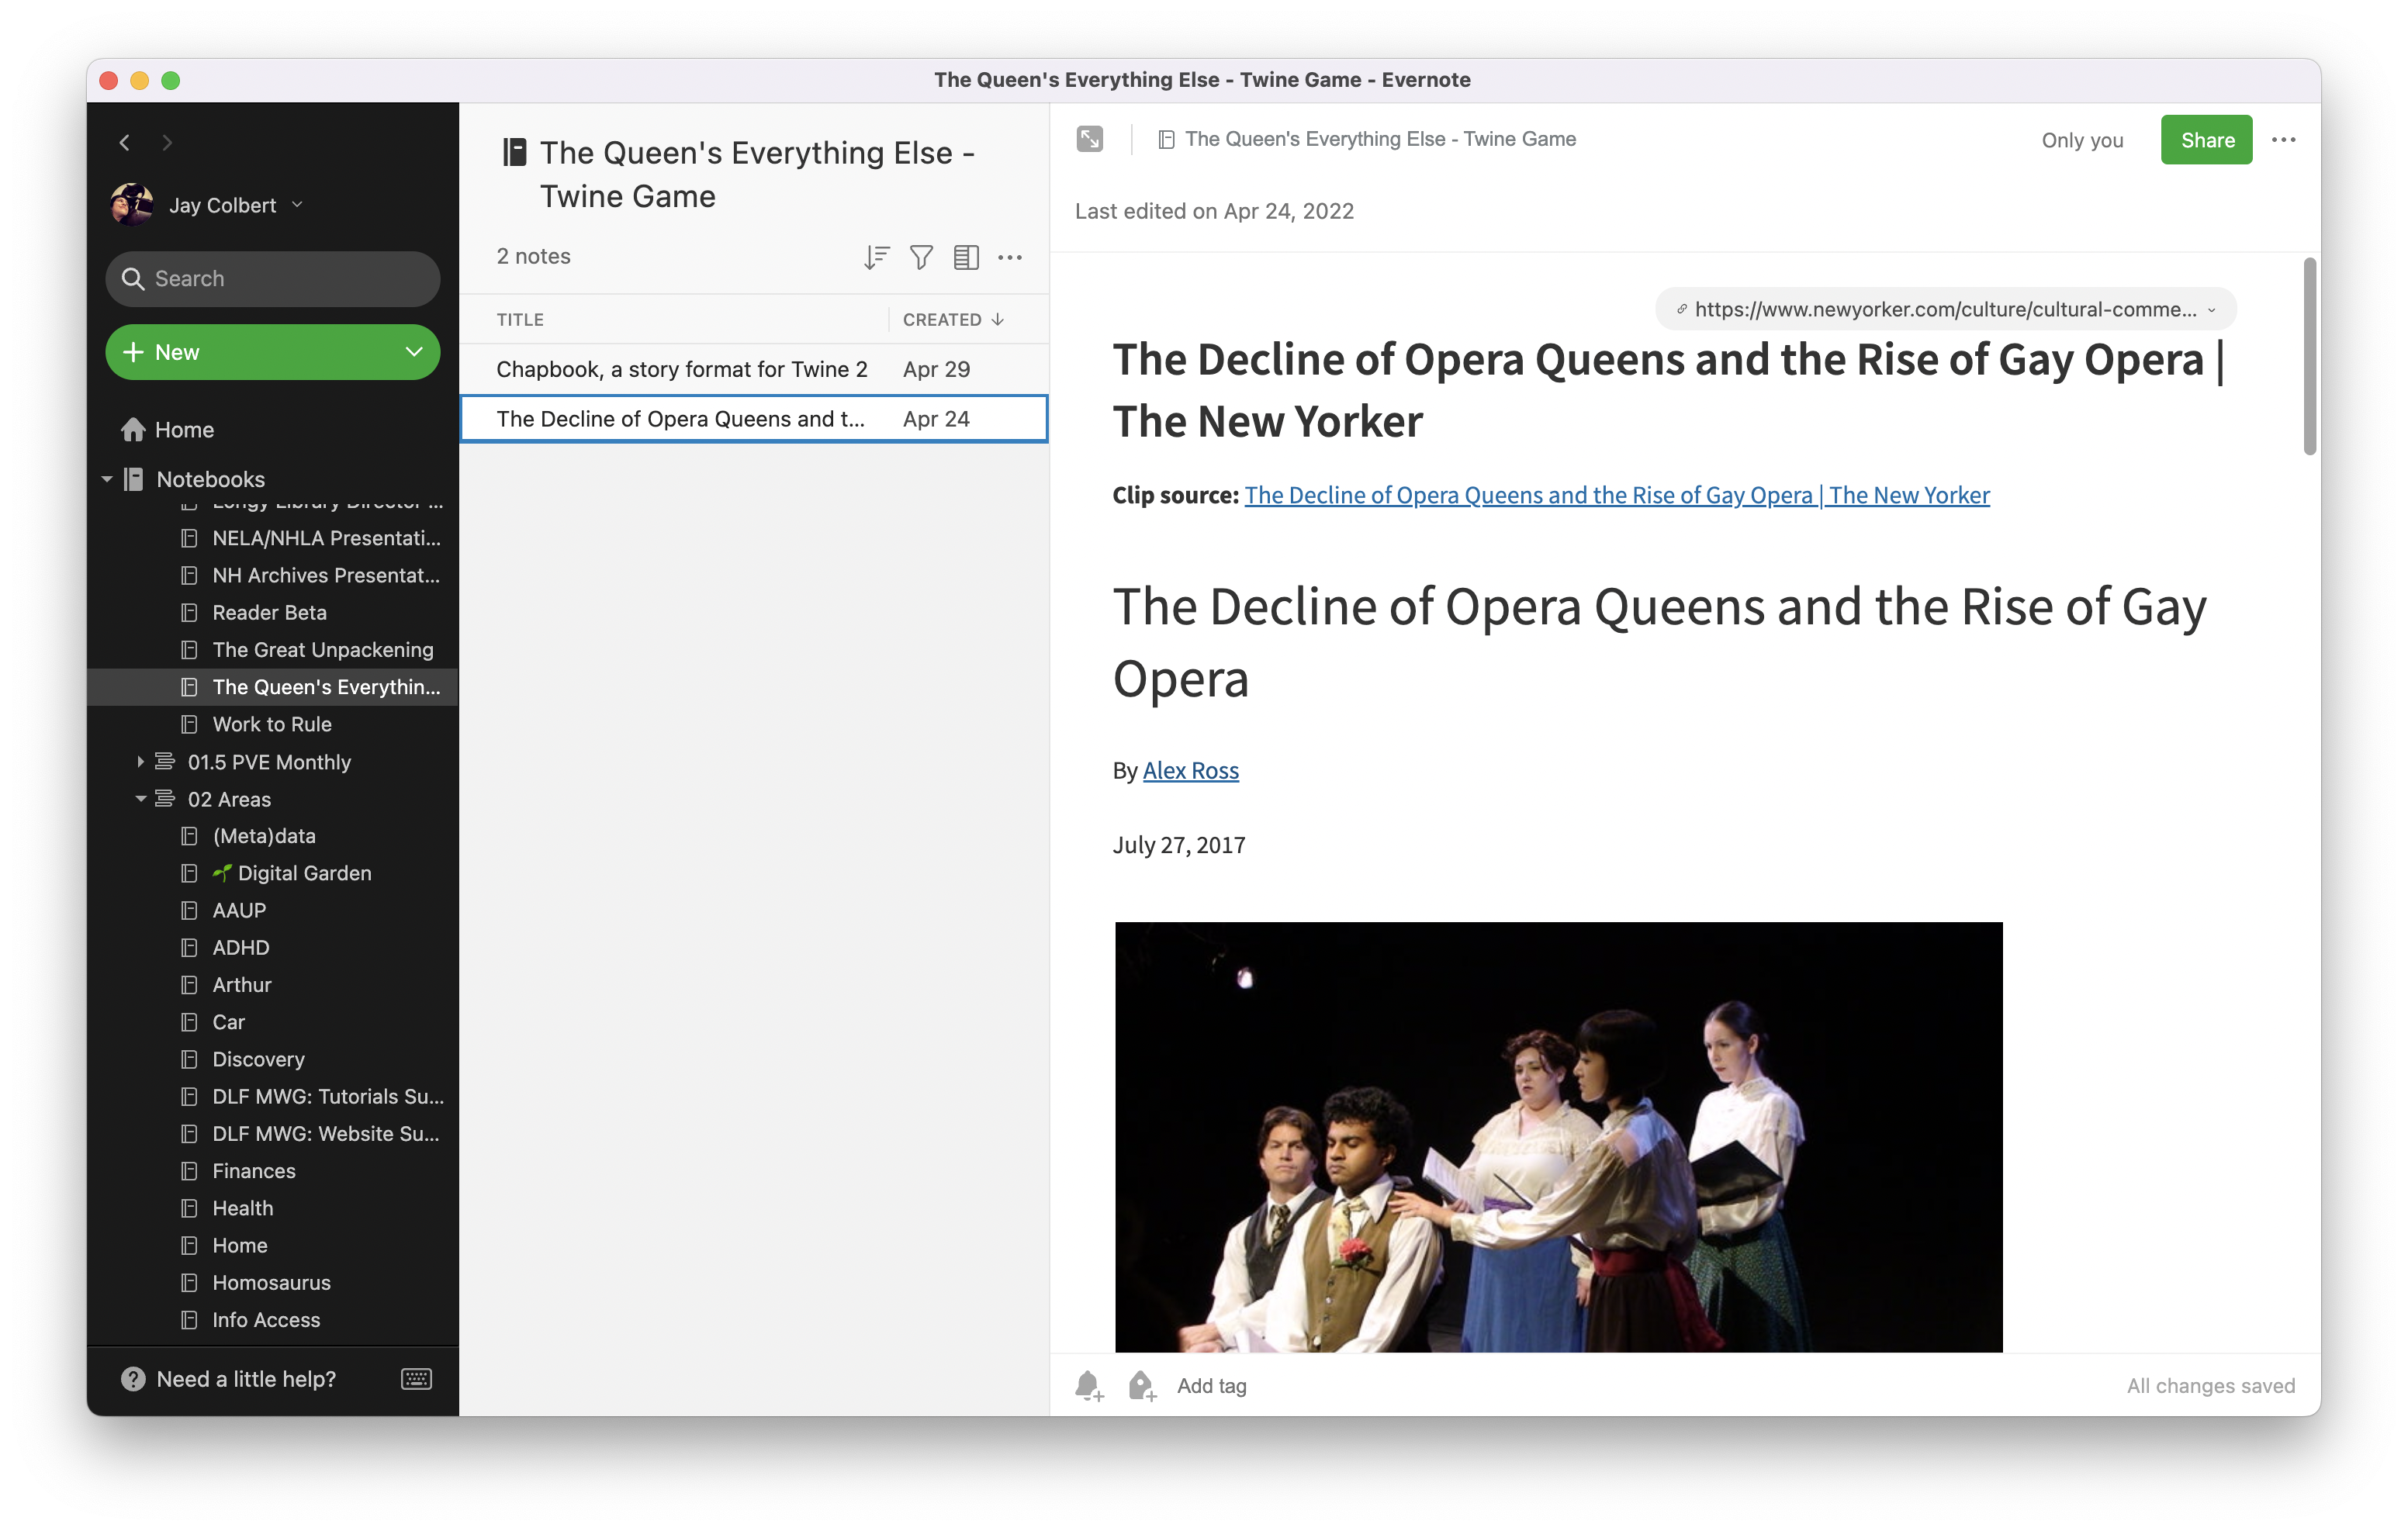 The Queen's Everything Else - Twine Game - Evernote
Jay Colbert
Search
New
Home
Notebooks
Longy Library Director ...
NELA/NHLA Presentati...
NH Archives Presentat...
Reader Beta
The Great Unpackening
The Queen's Everythin...
Work to Rule
01.5 PVE Monthly
02 Areas
(Meta)data
🌱 Digital Garden
AAUP
ADHD
Arthur
Car
Discovery
DLF MWG: Tutorials Su...
DLF MWG: Website Su...
Finances
Health
Home
Homosaurus
Info Access
Need a little help?
The Queen's Everything Else -
Twine Game
2 notes
TITLE CREATED
Chapbook, a story format for Twine 2 Apr 29
The Decline of Opera Queens and t... Apr 24
The Queen's Everything Else - Twine Game
Only you
Share
Last edited on Apr 24, 2022
https://www.newyorker.com/culture/cultural-comme...
The Decline of Opera Queens and the Rise of Gay Opera |
The New Yorker
Clip source: The Decline of Opera Queens and the Rise of Gay Opera | The New Yorker
The Decline of Opera Queens and the Rise of Gay
Opera
By Alex Ross
July 27, 2017
Add tag
All changes saved